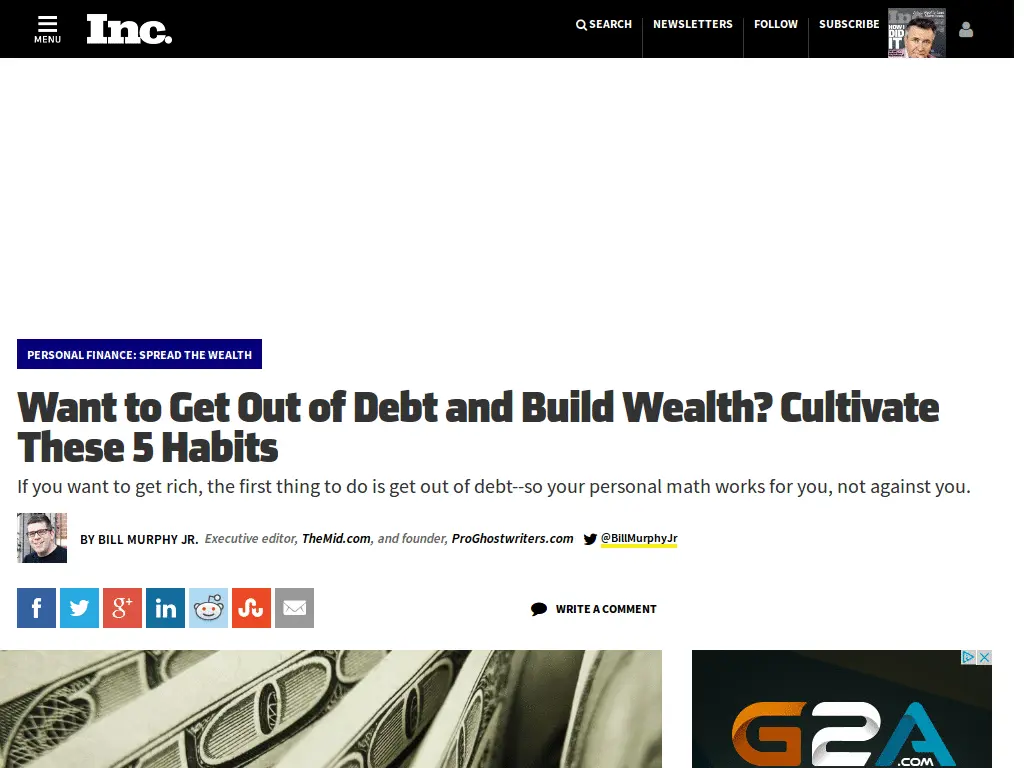 MENU
Inc.
SEARCH
NEWSLETTERS
FOLLOW
SUBSCRIBE
HOW I
DID
IT
PERSONAL FINANCE: SPREAD THE WEALTH
Want to Get Out of Debt and Build Wealth? Cultivate
These 5 Habits
If you want to get rich, the first thing to do is get out of debt--so your personal math works for you, not against you.
BY BILL MURPHY JR. Executive editor, TheMid.com, and founder, ProGhostwriters.com @BillMurphyJr
f
g+
in
WRITE A COMMENT
G2A
.COM